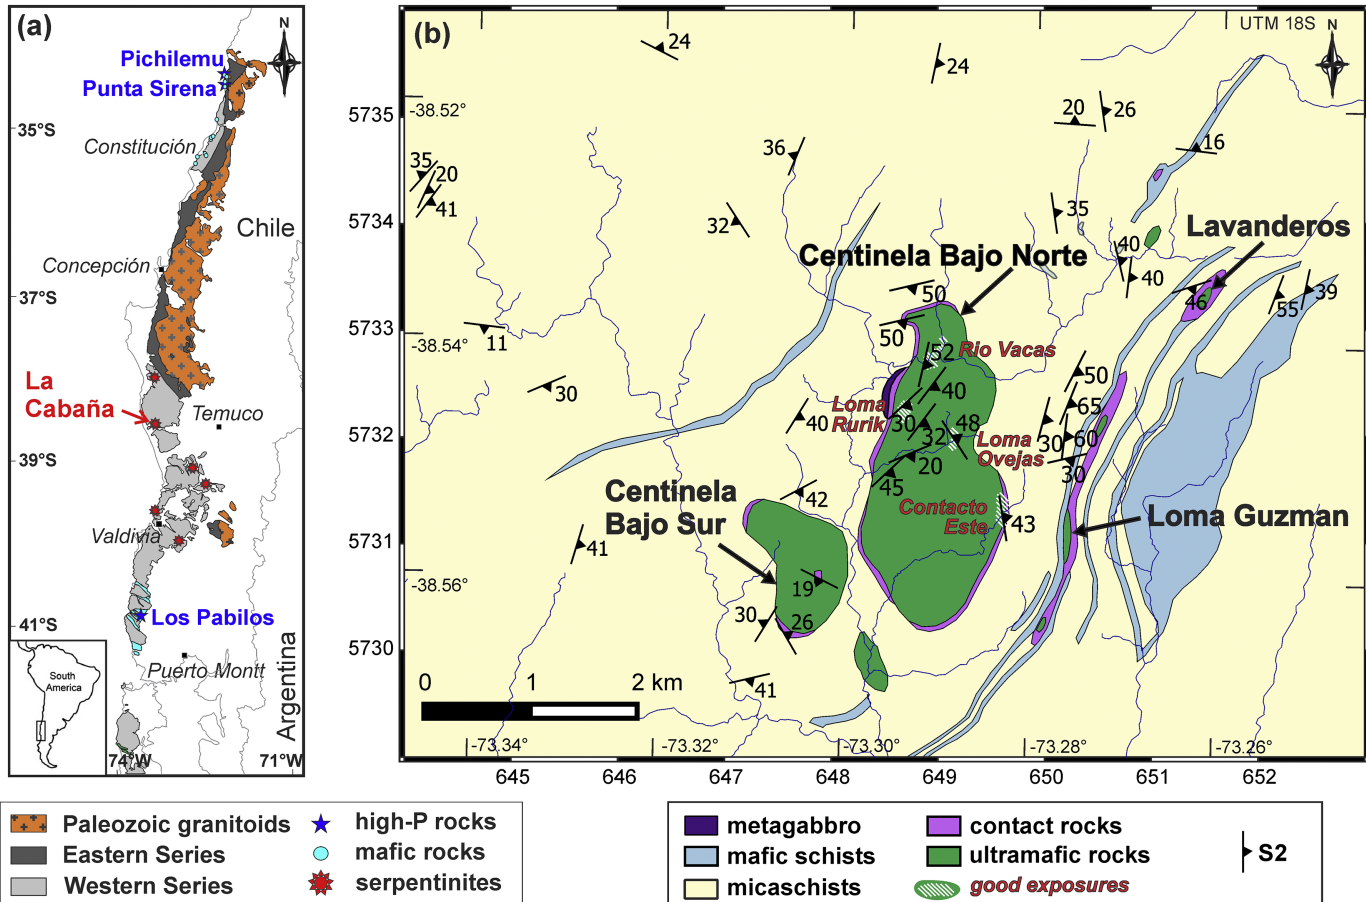 (a)
N
Pichilemu
Punta Sirena
35°S
Constitución
Chile
Concepción
37°S
La
Cabaña
Temuco
39°S
Valdivia
Los Pabilos
41°S
Puerto Montt
Argentina
South
America
74°W
71°W
(b)
UTM 18S
N
24
24
5735
-38.52°
20
26
16
36
35
20
41
5734
32
35
40
40
Lavanderos
Centinela Bajo Norte
50
46
55
39
5733
-38.54°
11
50
52
Rio Vacas
50
30
40
Loma
Rurik
40
30
32
48
65
5732
Loma
Ovejas
60
30
30
20
45
Centinela
Bajo Sur
42
Contacto
Este
43
Loma Guzman
5731
41
-38.56°
19
30
26
5730
41
0
1
2 km
-73.34°
-73.32°
-73.30°
-73.28°
-73.26°
645
646
647
648
649
650
651
652
Paleozoic granitoids
Eastern Series
Western Series
high-P rocks
mafic rocks
serpentinites
metagabbro
mafic schists
micaschists
contact rocks
ultramafic rocks
good exposures
S2